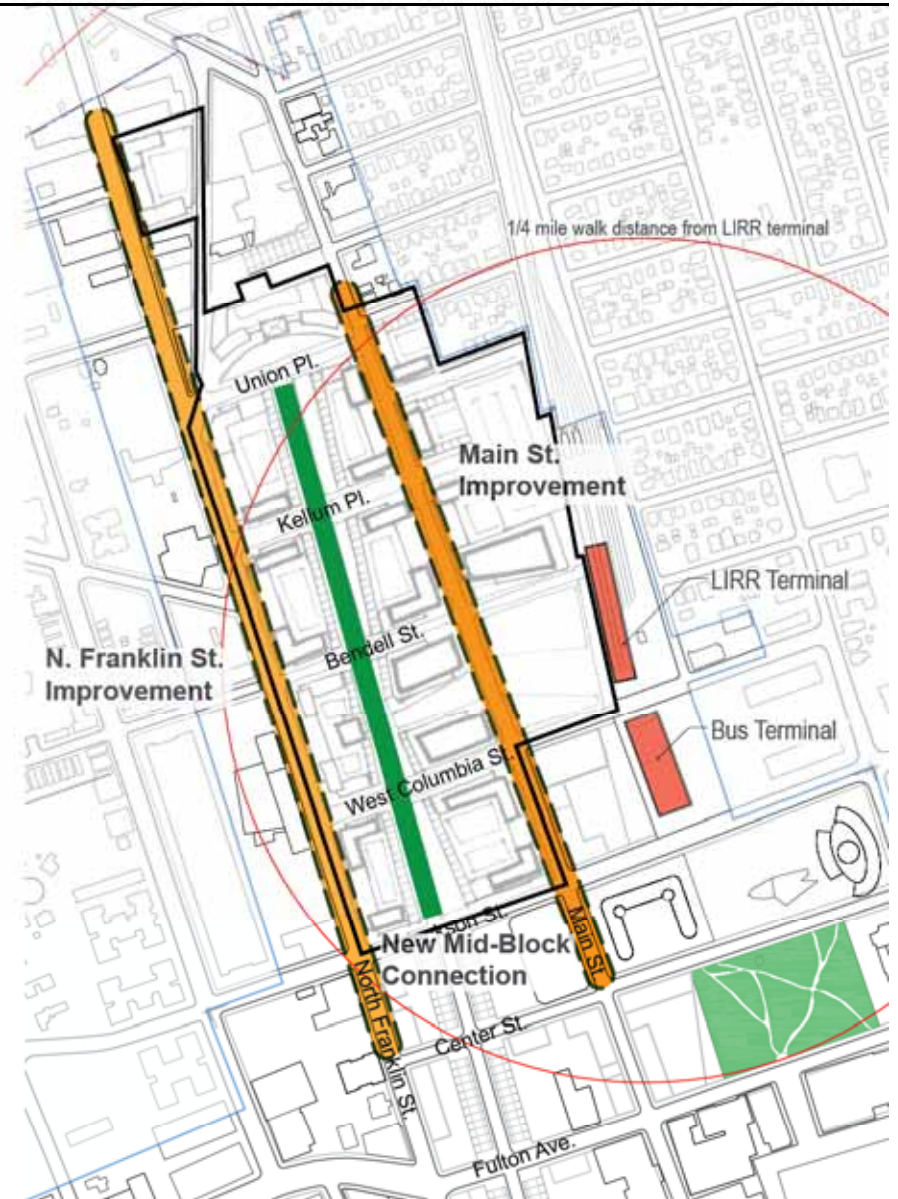 1/4 mile walk distance from LIRR terminal
Union Pl.
Main St.
Improvement
Kellum Pl.
LIRR Terminal
Bendell St.
N. Franklin St.
Improvement
Bus Terminal
West Columbia St.
son St.
New Mid-Block
Connection
Main St.
North Franklin St.
Center St.
Fulton Ave.